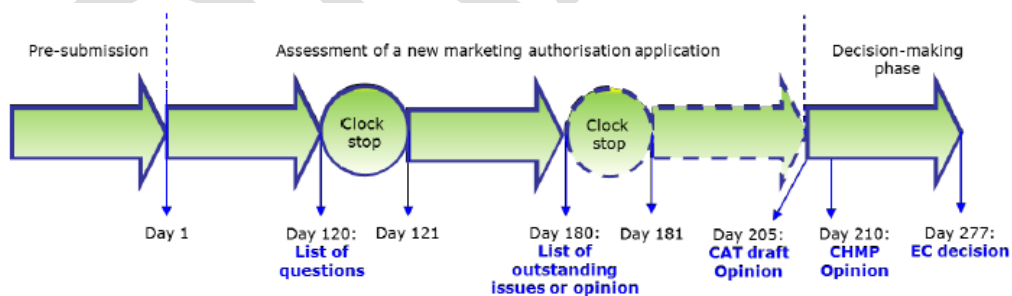 Pre-submission
Assessment of a new marketing authorisation application
Decision-making
phase
Clock
stop
Clock
stop
Day 1
Day 120:
List of
questions
Day 121
Day 180:
List of
outstanding
issues or opinion
Day 181
Day 205:
CAT draft
Opinion
Day 210:
CHMP
Opinion
Day 277:
EC decision